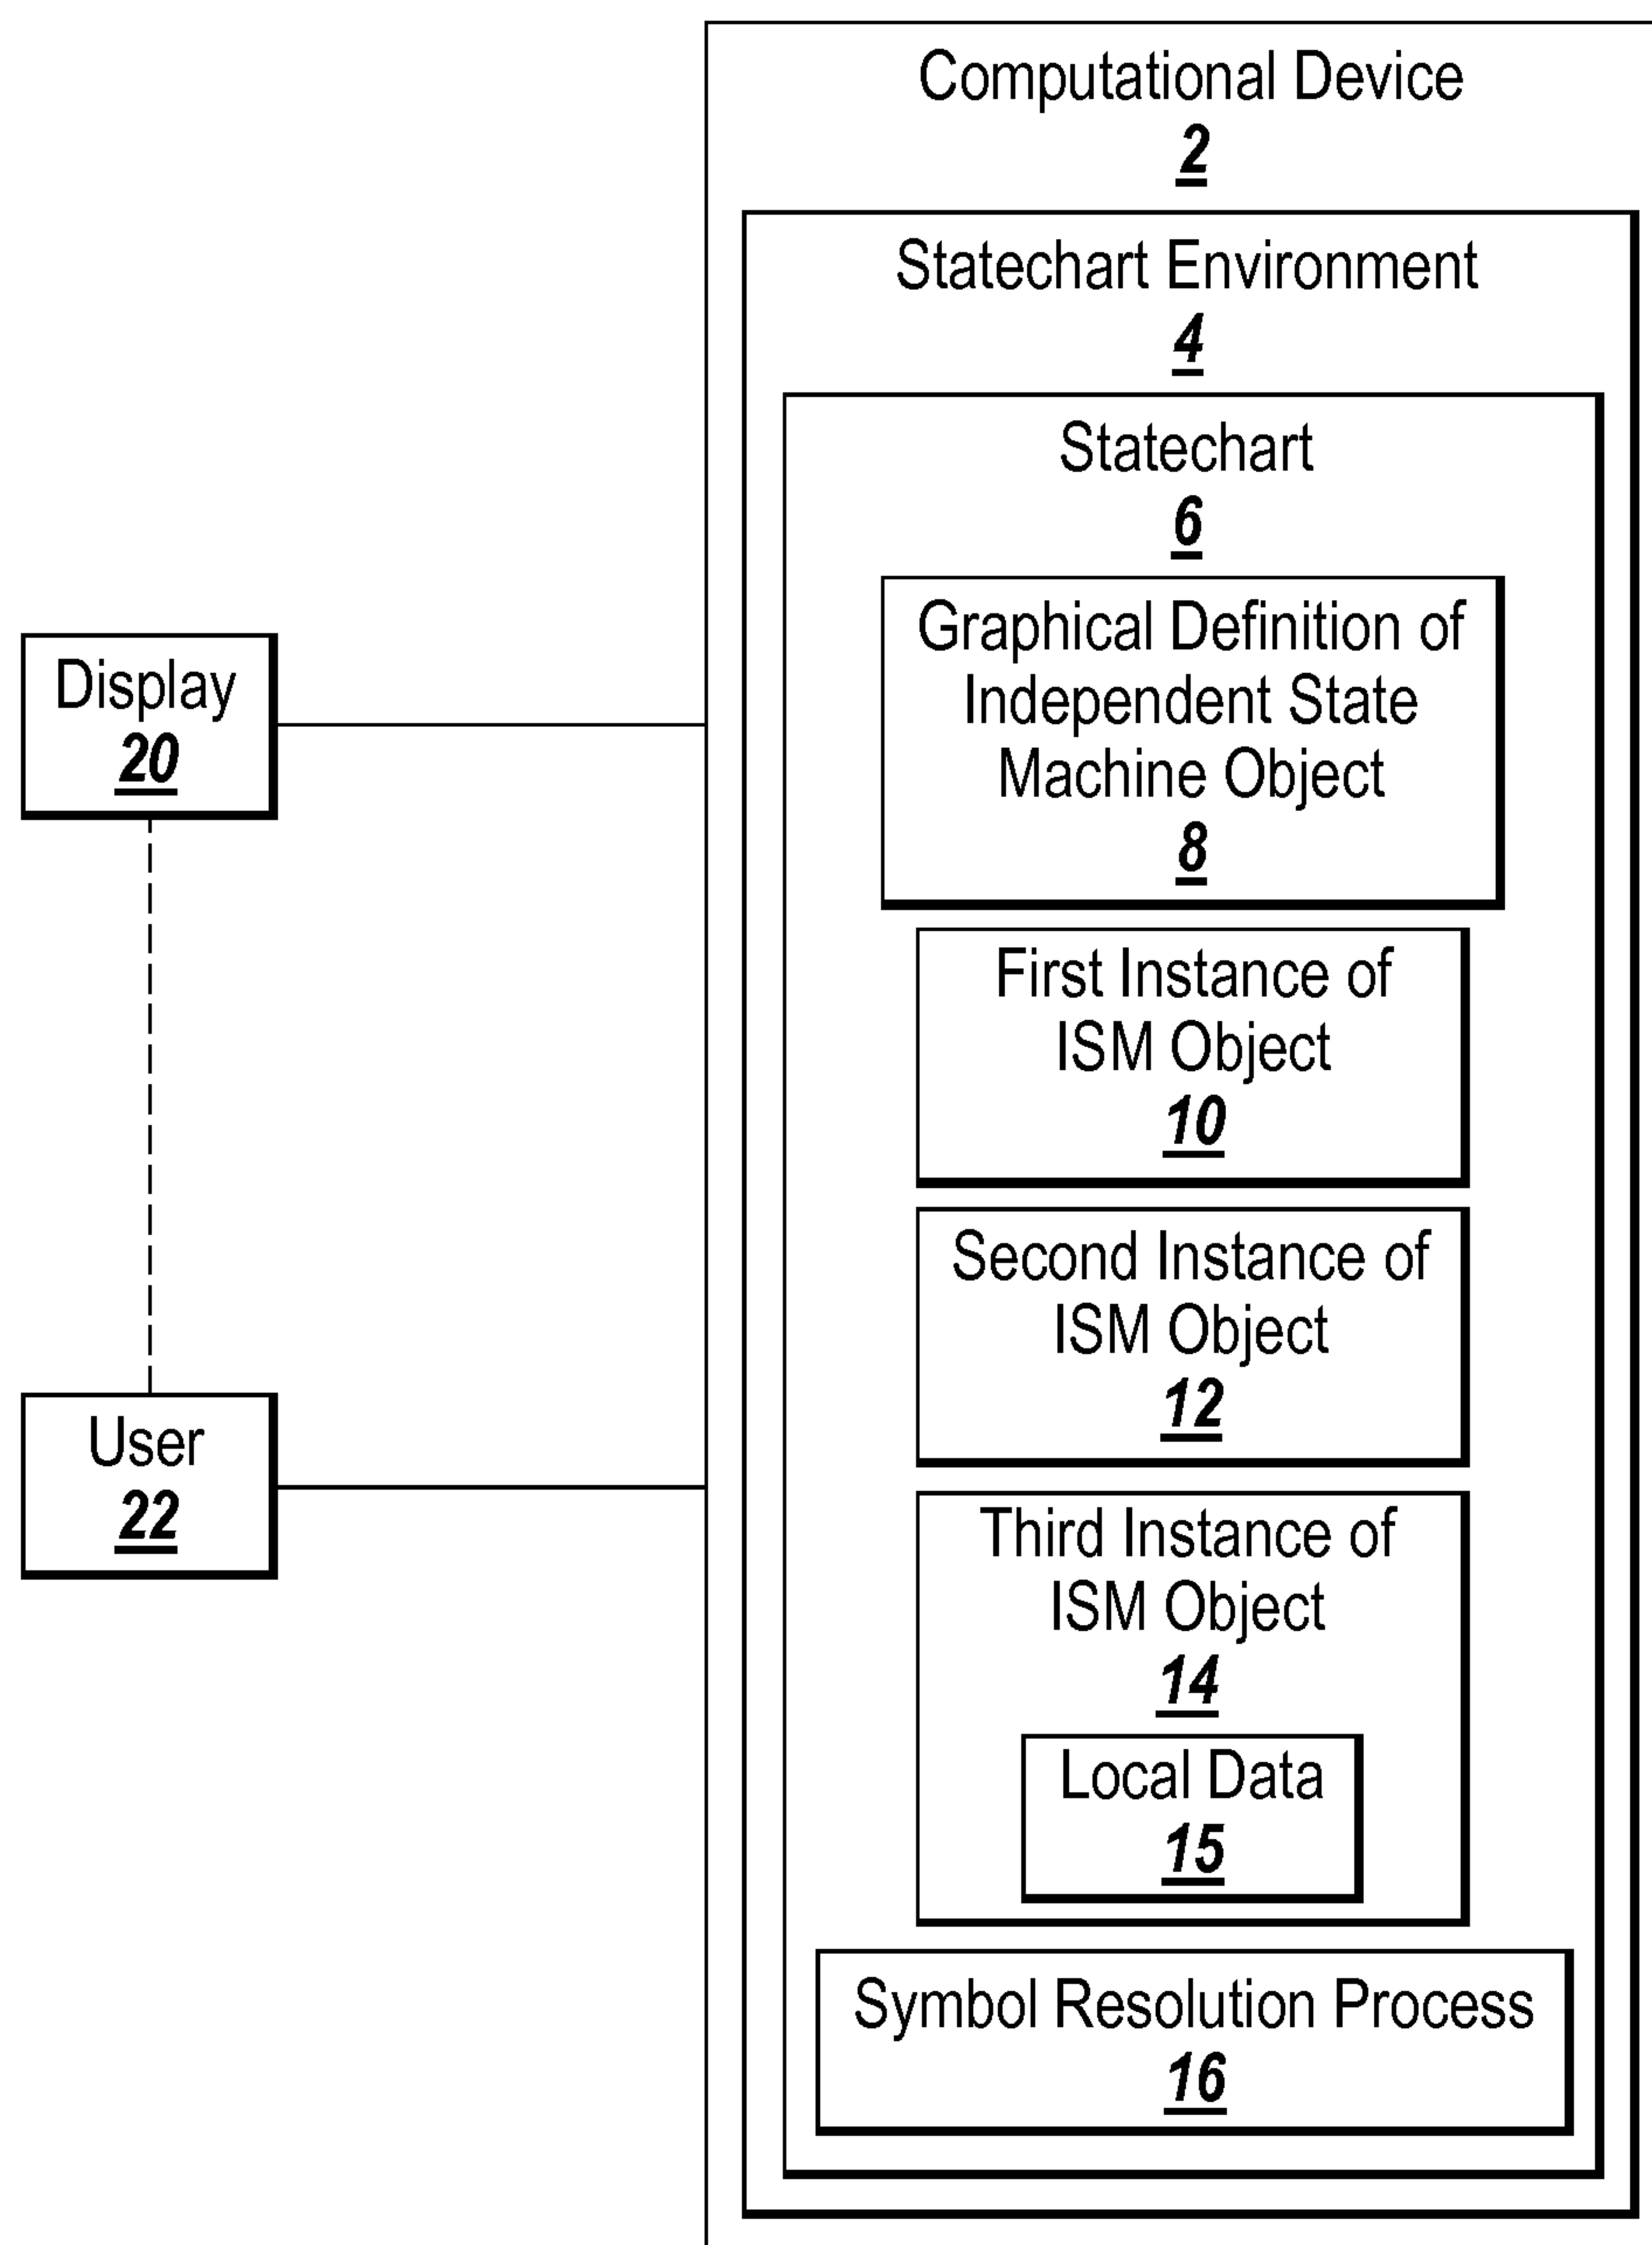 Computational Device
2
Statechart Environment
4
Statechart
6
Graphical Definition of
Independent State
Machine Object
8
First Instance of
ISM Object
10
Second Instance of
ISM Object
12
Third Instance of
ISM Object
14
Local Data
15
Symbol Resolution Process
16
Display
20
User
22